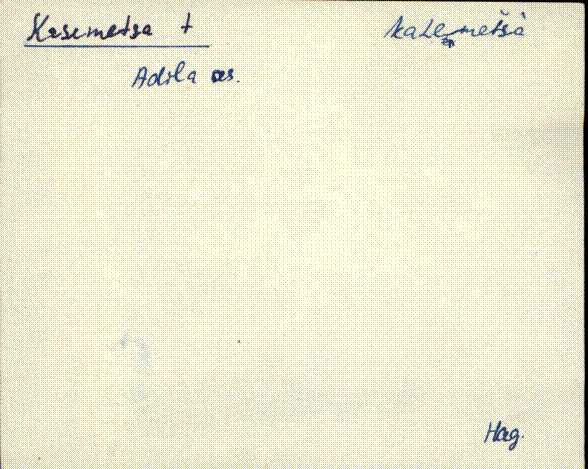 Kasemetsa t
Adila as.
Hag.